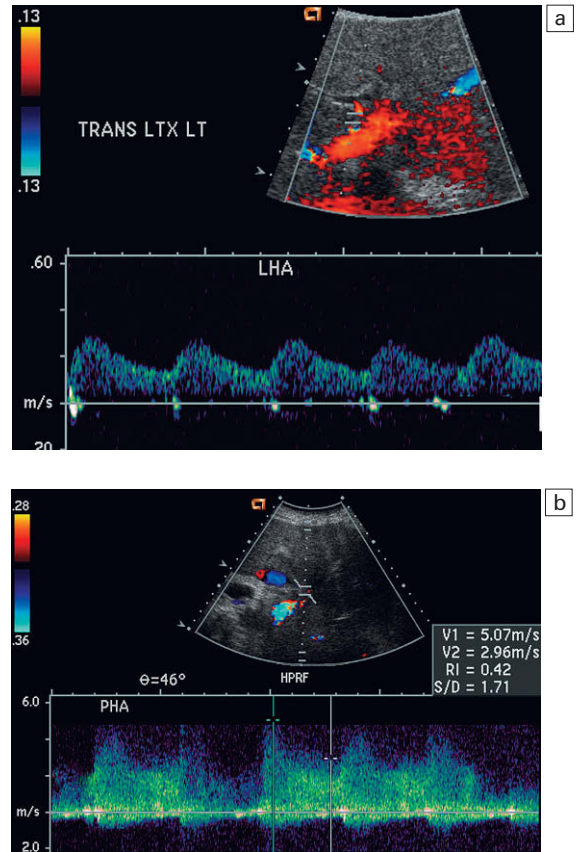 a
.13
.13
TRANS LTX LT
.60
LHA
m/s
.20
b
.28
.36
V1 = 5.07m/s
V2 = 2.96m/s
RI = 0.42
S/D = 1.71
θ=46°
HPRF
6.0
PHA
m/s
2.0